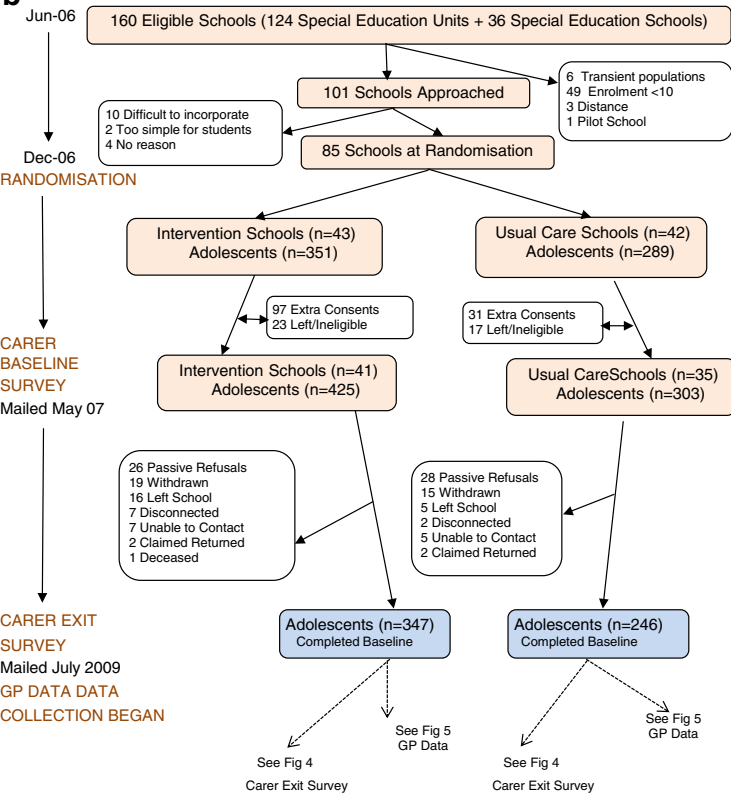 b
Jun-06
160 Eligible Schools (124 Special Education Units + 36 Special Education Schools)
6 Transient populations
49 Enrolment <10
3 Distance
1 Pilot School
101 Schools Approached
10 Difficult to incorporate
2 Too simple for students
4 No reason
85 Schools at Randomisation
Dec-06
RANDOMISATION
Intervention Schools (n=43)
Adolescents (n=351)
Usual Care Schools (n=42)
Adolescents (n=289)
97 Extra Consents
23 Left/Ineligible
31 Extra Consents
17 Left/Ineligible
CARER
BASELINE
SURVEY
Mailed May 07
Intervention Schools (n=41)
Adolescents (n=425)
Usual CareSchools (n=35)
Adolescents (n=303)
26 Passive Refusals
19 Withdrawn
16 Left School
7 Disconnected
7 Unable to Contact
2 Claimed Returned
1 Deceased
28 Passive Refusals
15 Withdrawn
5 Left School
2 Disconnected
5 Unable to Contact
2 Claimed Returned
CARER EXIT
SURVEY
Mailed July 2009
GP DATA DATA
COLLECTION BEGAN
Adolescents (n=347)
Completed Baseline
Adolescents (n=246)
Completed Baseline
See Fig 5
GP Data
See Fig 4
Carer Exit Survey
See Fig 5
GP Data
See Fig 4
Carer Exit Survey